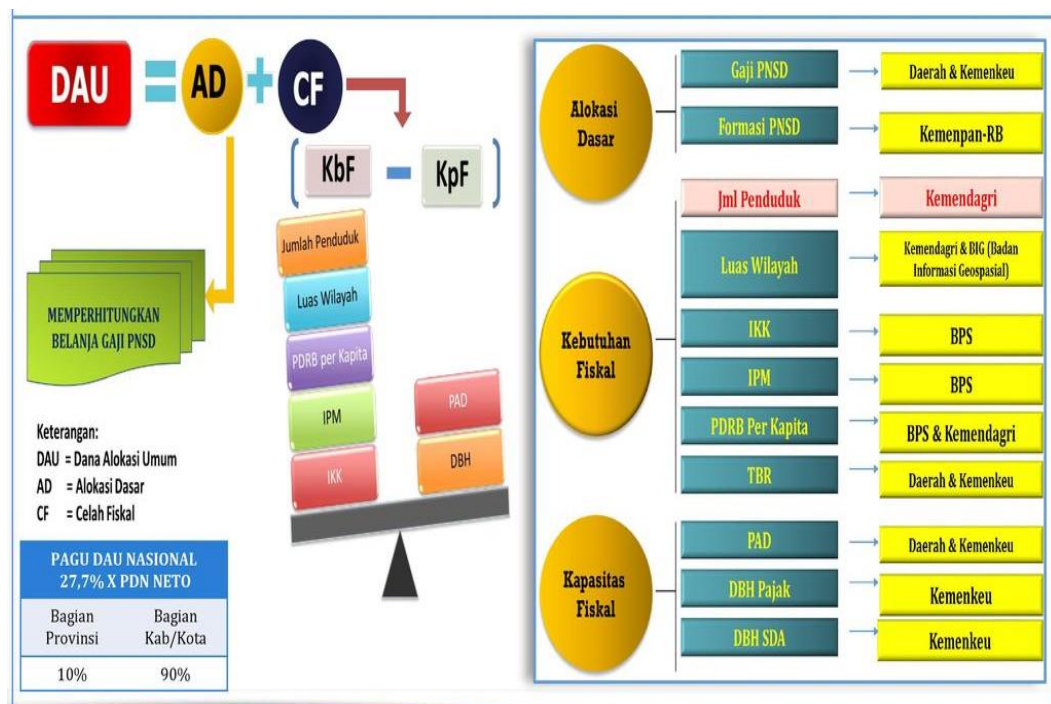 DAU = AD + CF
[ KbF - KpF ]
Jumlah Penduduk
Luas Wilayah
PDRB per Kapita
IPM
IKK
PAD
DBH
MEMPERHITUNGKAN
BELANJA GAJI PNSD
Keterangan:
DAU = Dana Alokasi Umum
AD = Alokasi Dasar
CF = Celah Fiskal
PAGU DAU NASIONAL
27,7% X PDN NETO
Bagian Provinsi
Bagian Kab/Kota
10%
90%
Alokasi
Dasar
Gaji PNSD
Daerah & Kemenkeu
Formasi PNSD
Kemenpan-RB
Kebutuhan
Fiskal
Jml Penduduk
Kemendagri
Luas Wilayah
Kemendagri & BIG (Badan
Informasi Geospasial)
IKK
BPS
IPM
BPS
PDRB Per Kapita
BPS & Kemendagri
TBR
Daerah & Kemenkeu
Kapasitas
Fiskal
PAD
Daerah & Kemenkeu
DBH Pajak
Kemenkeu
DBH SDA
Kemenkeu